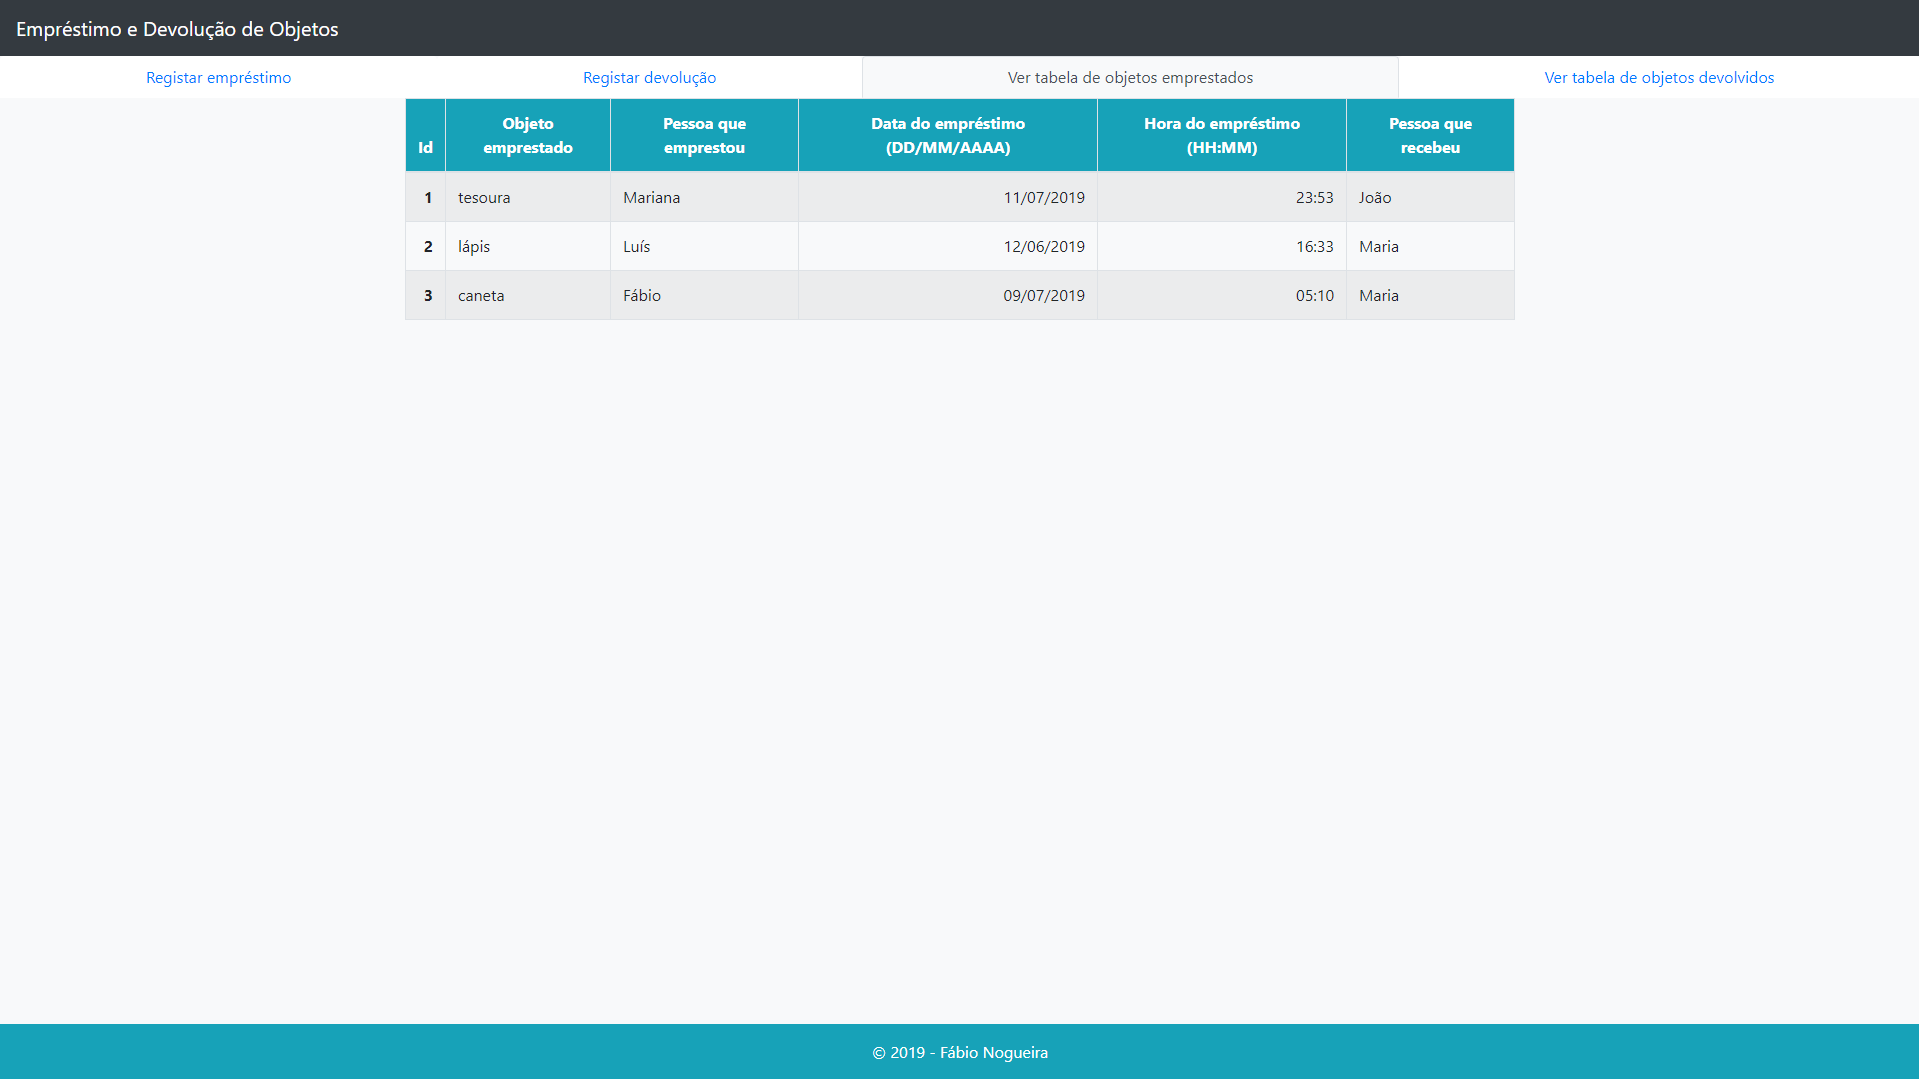 Empréstimo e Devolução de Objetos
Registar empréstimo Registar devolução Ver tabela de objetos emprestados Ver tabela de objetos devolvidos
Id Objeto emprestado Pessoa que emprestou Data do empréstimo (DD/MM/AAAA) Hora do empréstimo (HH:MM) Pessoa que recebeu
1 tesoura Mariana 11/07/2019 23:53 João
2 lápis Luís 12/06/2019 16:33 Maria
3 caneta Fábio 09/07/2019 05:10 Maria
© 2019 - Fábio Nogueira